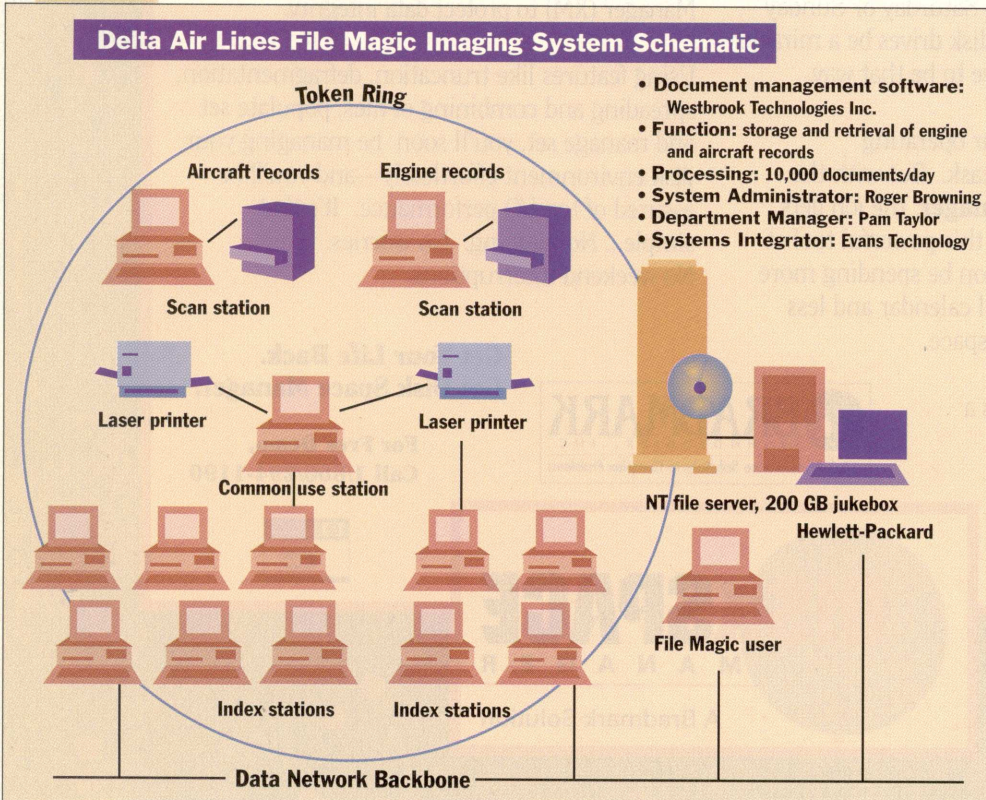 Delta Air Lines File Magic Imaging System Schematic
Token Ring
• Document management software:
Westbrook Technologies Inc.
• Function: storage and retrieval of engine
and aircraft records
• Processing: 10,000 documents/day
• System Administrator: Roger Browning
• Department Manager: Pam Taylor
• Systems Integrator: Evans Technology
Aircraft records
Engine records
Scan station
Scan station
Laser printer
Laser printer
Common use station
NT file server, 200 GB jukebox
Hewlett-Packard
File Magic user
Index stations
Index stations
Data Network Backbone